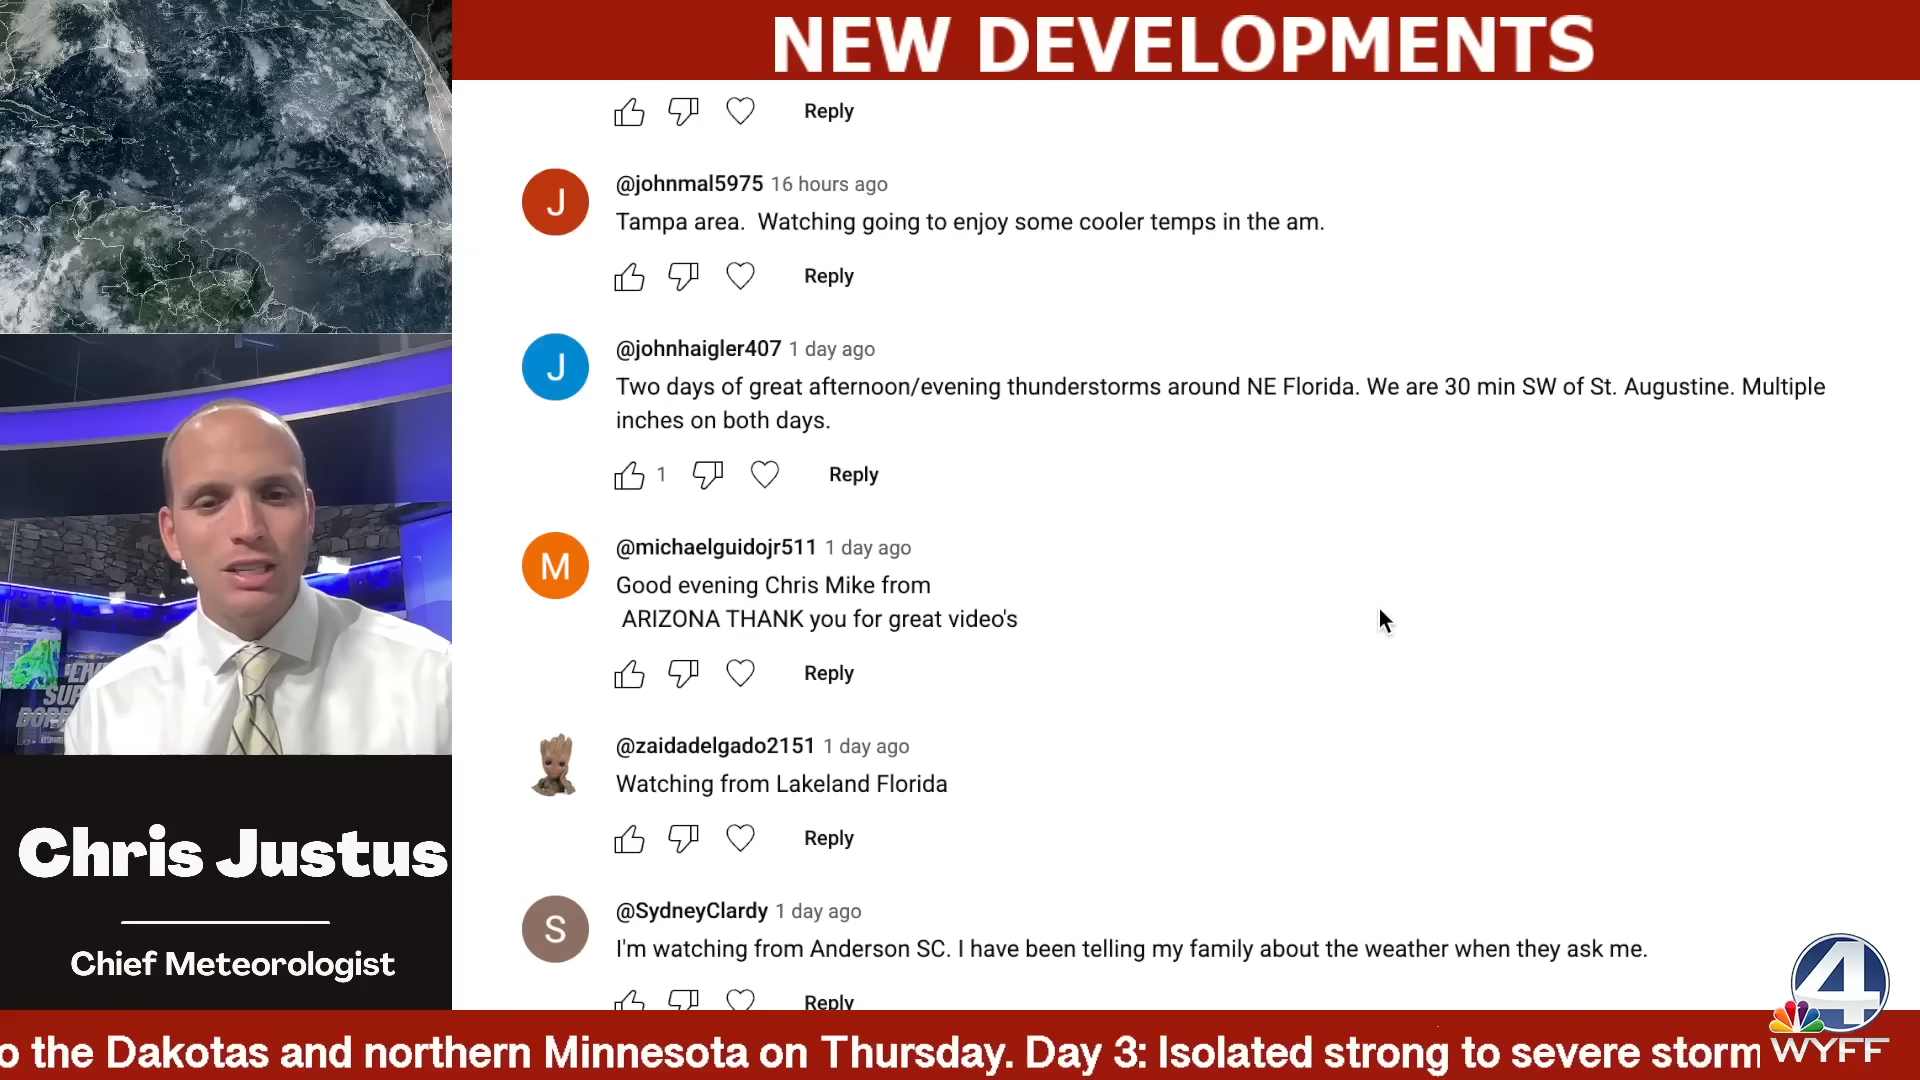 NEW DEVELOPMENTS
Reply
J
@johnmal5975 16 hours ago
Tampa area.  Watching going to enjoy some cooler temps in the am.
Reply
J
@johnhaigler407 1 day ago
Two days of great afternoon/evening thunderstorms around NE Florida. We are 30 min SW of St. Augustine. Multiple
inches on both days.
1
Reply
M
@michaelguidojr511 1 day ago
Good evening Chris Mike from
ARIZONA THANK you for great video's
Reply
@zaidadelgado2151 1 day ago
Watching from Lakeland Florida
Reply
S
@SydneyClardy 1 day ago
I'm watching from Anderson SC. I have been telling my family about the weather when they ask me.
Reply
Chris Justus
Chief Meteorologist
o the Dakotas and northern Minnesota on Thursday. Day 3: Isolated strong to severe storm
4
WYFF